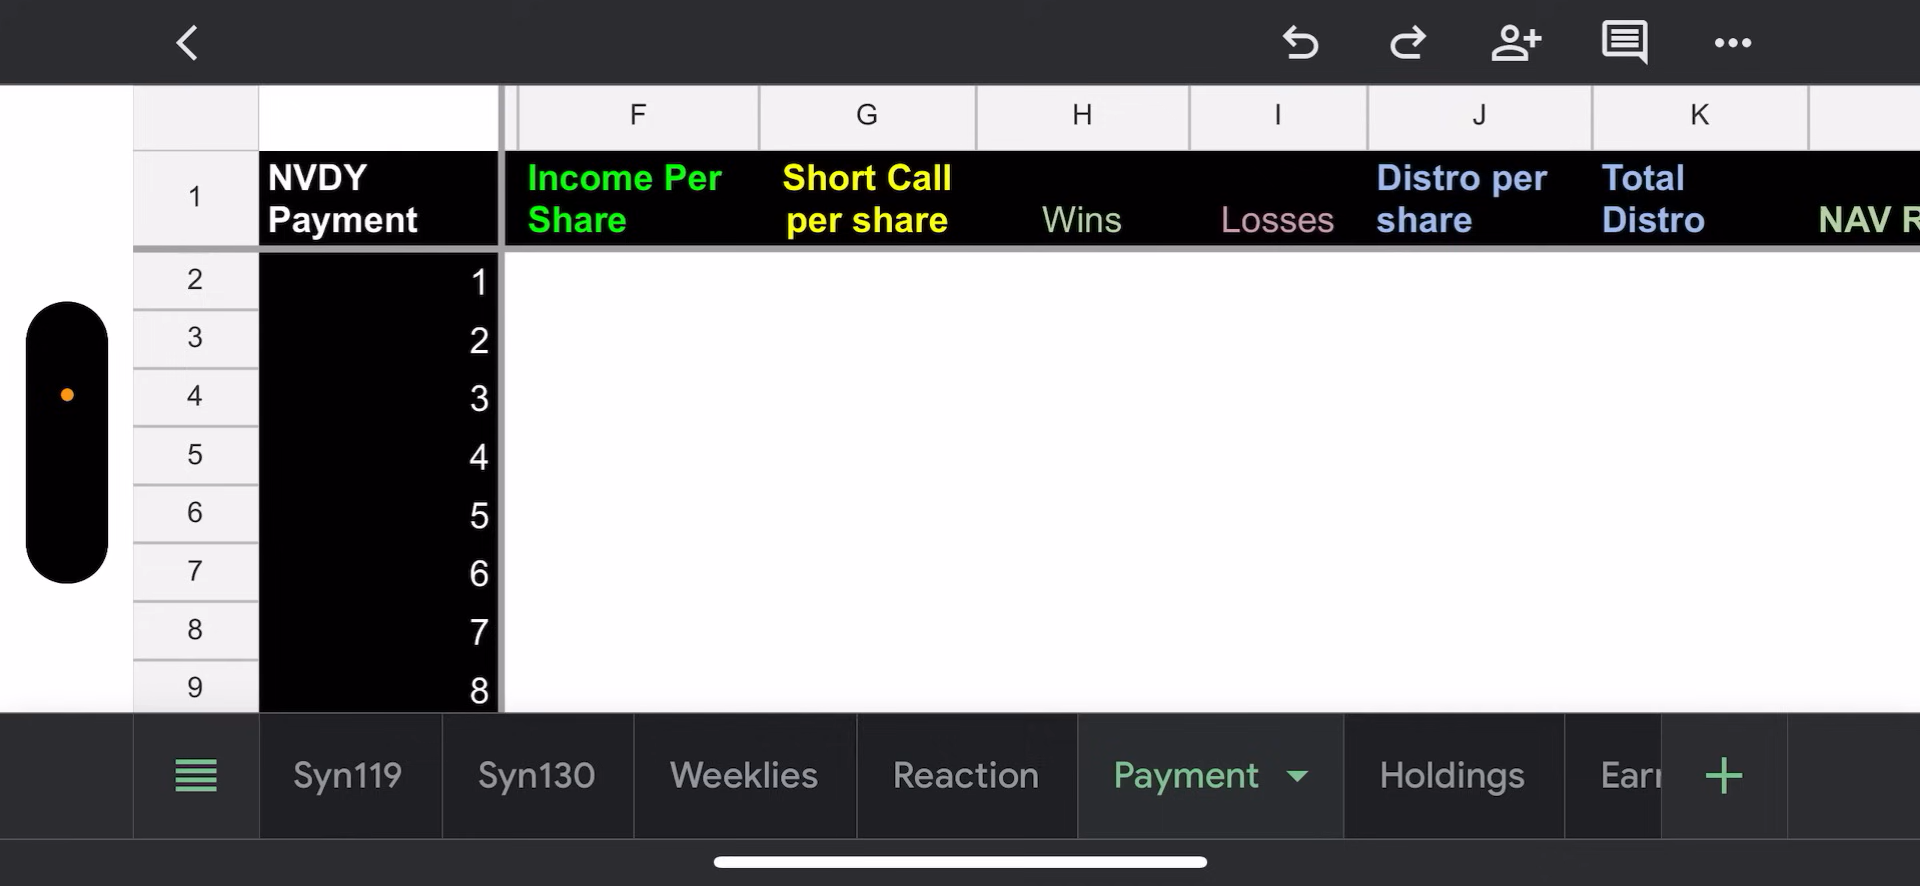 F G H I J K
1 NVDY Payment Income Per Share Short Call per share Wins Losses Distro per share Total Distro NAV R
2 1
3 2
4 3
5 4
6 5
7 6
8 7
9 8
Syn119 Syn130 Weeklies Reaction Payment Holdings Earr